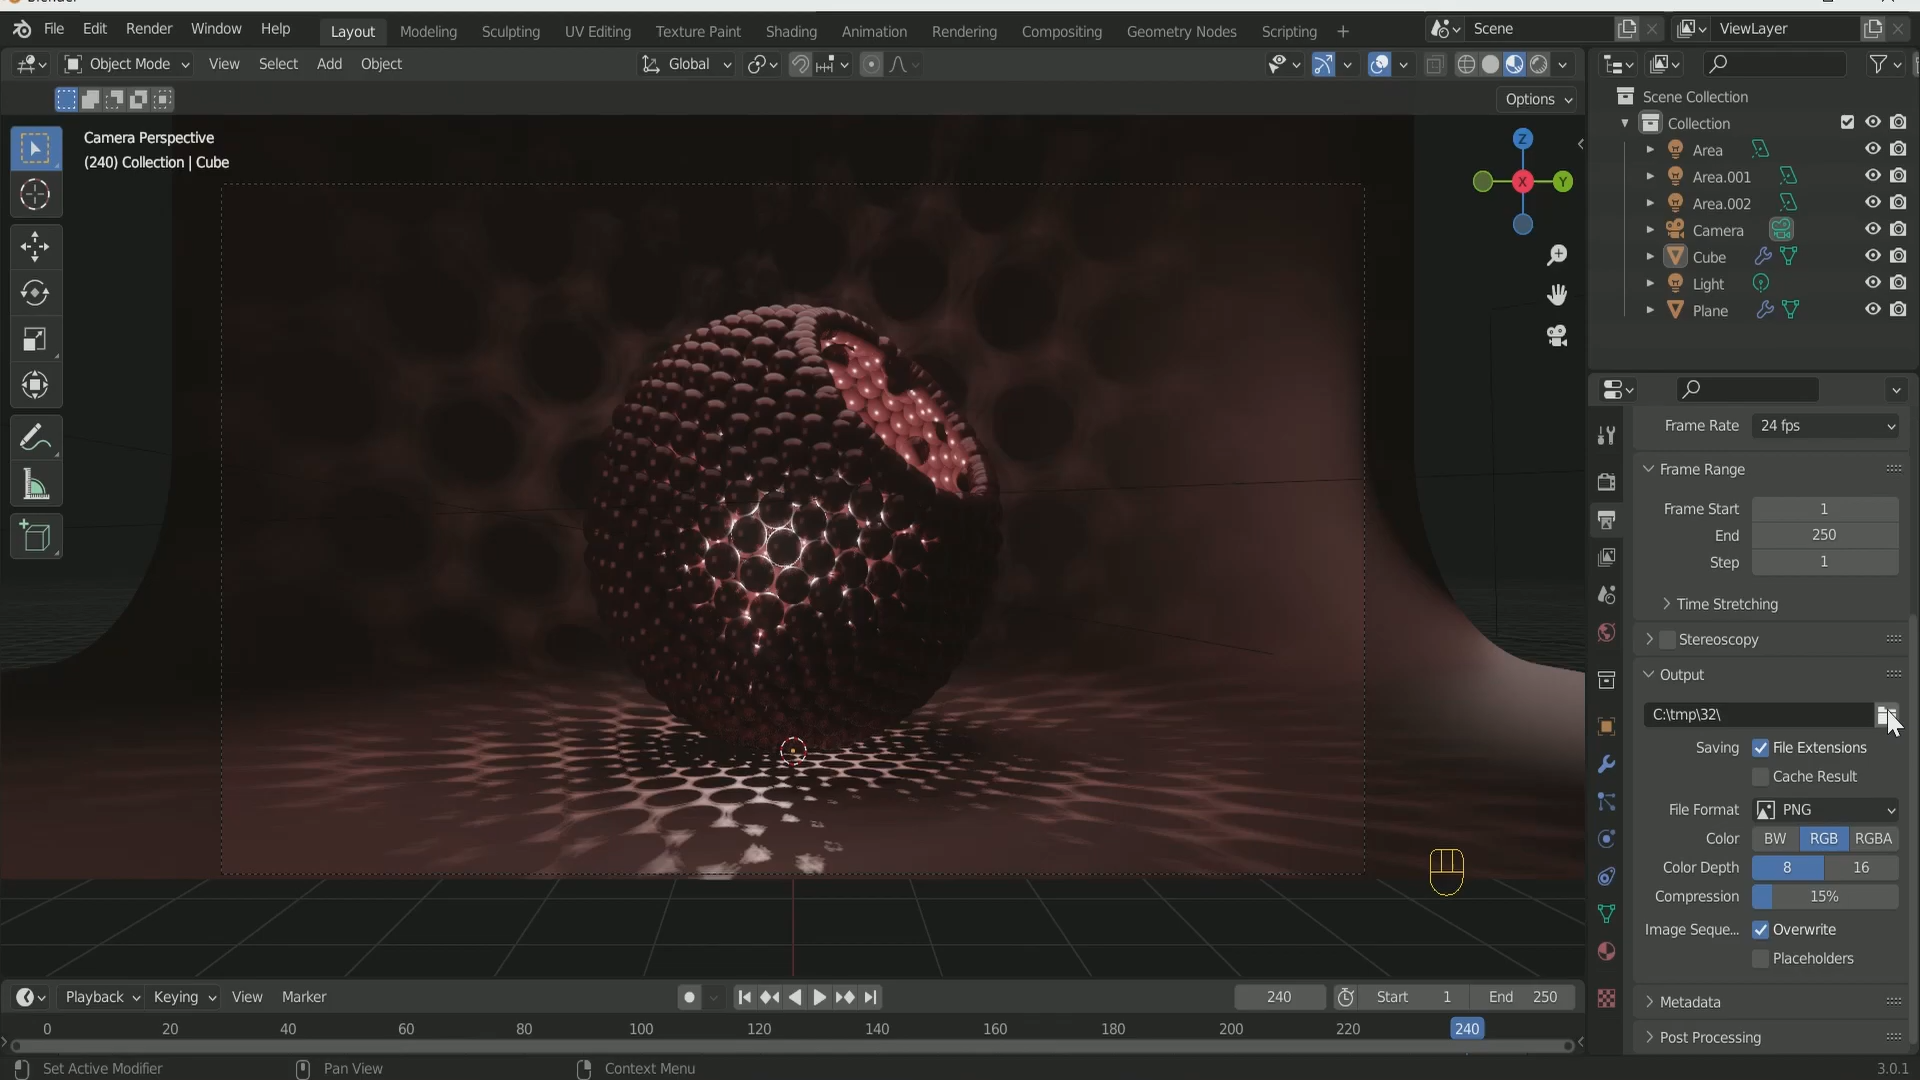 File Edit Render Window Help Layout Modeling Sculpting UV Editing Texture Paint Shading Animation Rendering Compositing Geometry Nodes Scripting + Scene ViewLayer
Object Mode View Select Add Object Global
Options
Camera Perspective
(240) Collection | Cube
Z
X
Y
Scene Collection
Collection
Area
Area.001
Area.002
Camera
Cube
Light
Plane
Frame Rate 24 fps
Frame Range
Frame Start 1
End 250
Step 1
Time Stretching
Stereoscopy
Output
C:\tmp\32\
Saving File Extensions
Cache Result
File Format PNG
Color BW RGB RGBA
Color Depth 8 16
Compression 15%
Image Seque... Overwrite
Placeholders
Metadata
Post Processing
Playback Keying View Marker 240 Start 1 End 250
0 20 40 60 80 100 120 140 160 180 200 220 240
Set Active Modifier Pan View Context Menu 3.0.1